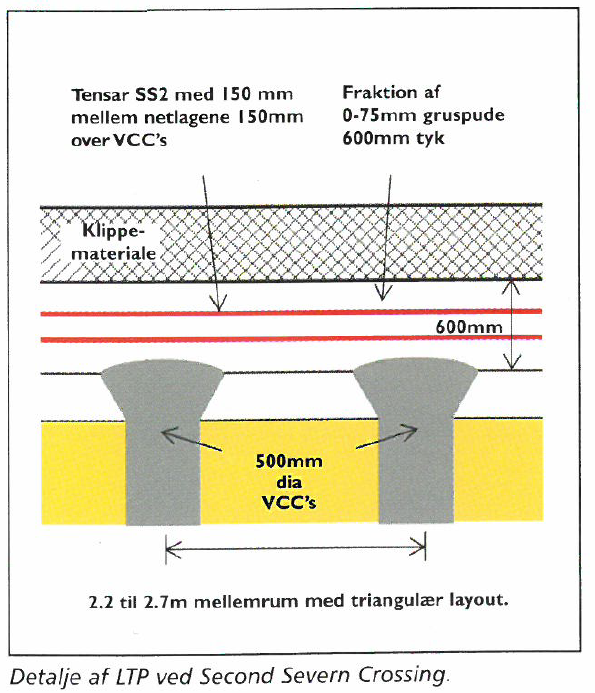 Tensar SS2 med 150 mm
mellem netlagene 150mm
over VCC's
Fraktion af
0-75mm gruspude
600mm tyk
Klippe-
materiale
600mm
500mm
dia
VCC's
2.2 til 2.7m mellemrum med triangulær layout.
Detalje af LTP ved Second Severn Crossing.